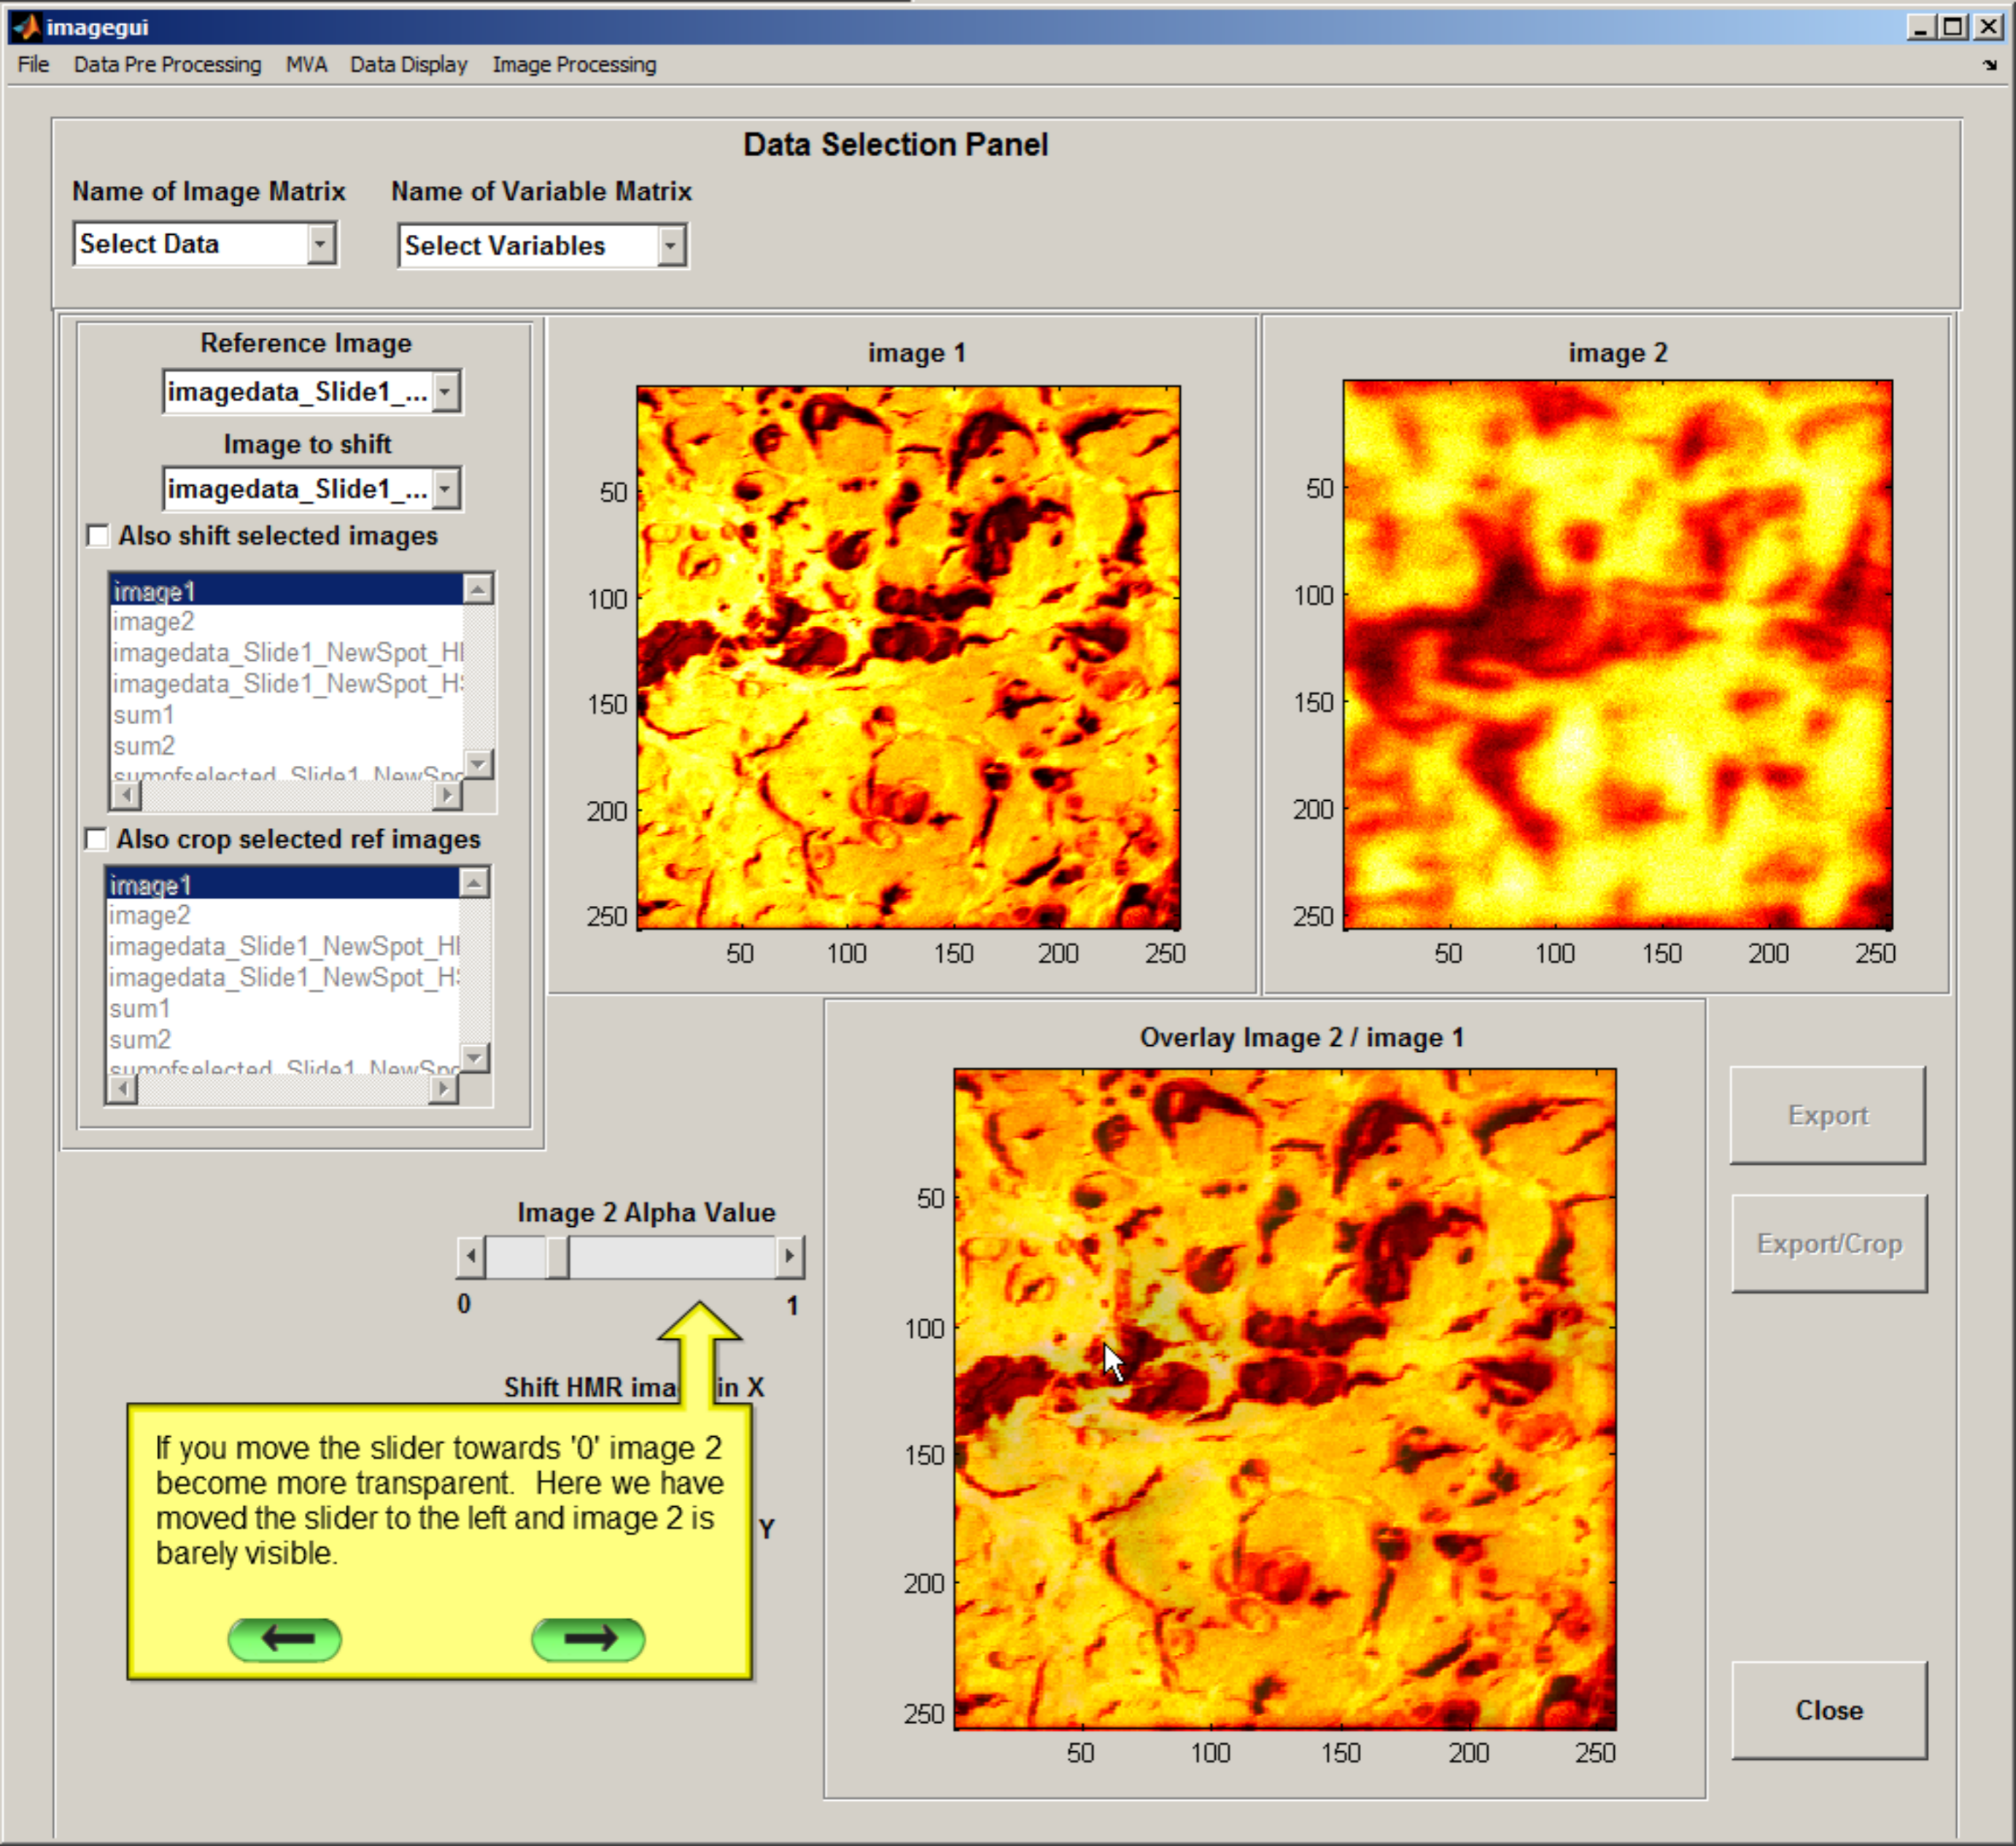 imagegui
File Data Pre Processing MVA Data Display Image Processing
Data Selection Panel
Name of Image Matrix Name of Variable Matrix
Select Data Select Variables
Reference Image
imagedata_Slide1_...
Image to shift
imagedata_Slide1_...
Also shift selected images
image1
image2
imagedata_Slide1_NewSpot_HI
imagedata_Slide1_NewSpot_H
sum1
sum2
sumofselected_Slide1_NewSpo
Also crop selected ref images
image1
image2
imagedata_Slide1_NewSpot_HI
imagedata_Slide1_NewSpot_H
sum1
sum2
sumofselected_Slide1_NewSpo
image 1
50
100
150
200
250
50 100 150 200 250
image 2
50
100
150
200
250
50 100 150 200 250
Overlay Image 2 / image 1
50
100
150
200
250
50 100 150 200 250
Image 2 Alpha Value
0 1
Shift HMR ima in X
Y
If you move the slider towards '0' image 2
become more transparent. Here we have
moved the slider to the left and image 2 is
barely visible.
Export
Export/Crop
Close